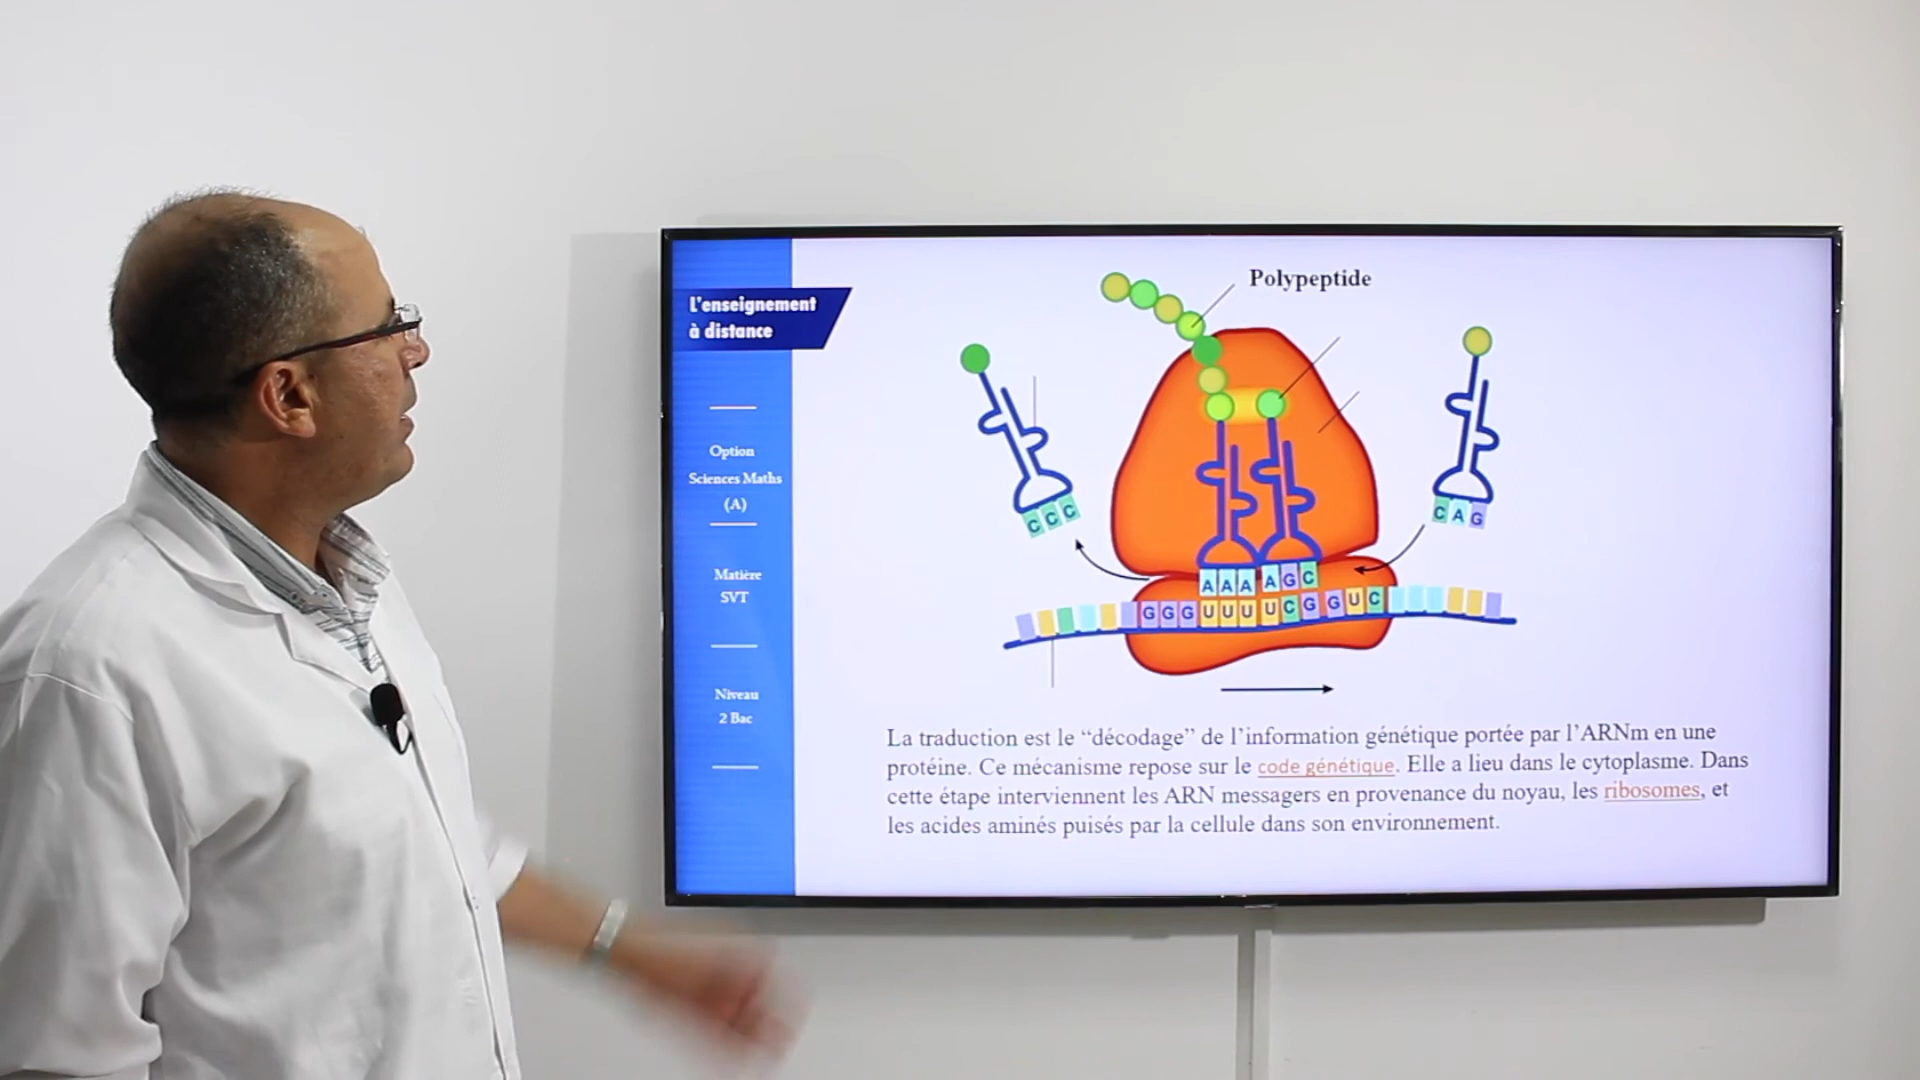 L'enseignement
à distance
Option
Sciences Maths
(A)
Matière
SVT
Niveau
2 Bac
Polypeptide
CCC
CAG
AAA AGC
GGGUUUUCG GUC
La traduction est le “décodage” de l’information génétique portée par l’ARNm en une
protéine. Ce mécanisme repose sur le code génétique. Elle a lieu dans le cytoplasme. Dans
cette étape interviennent les ARN messagers en provenance du noyau, les ribosomes, et
les acides aminés puisés par la cellule dans son environnement.